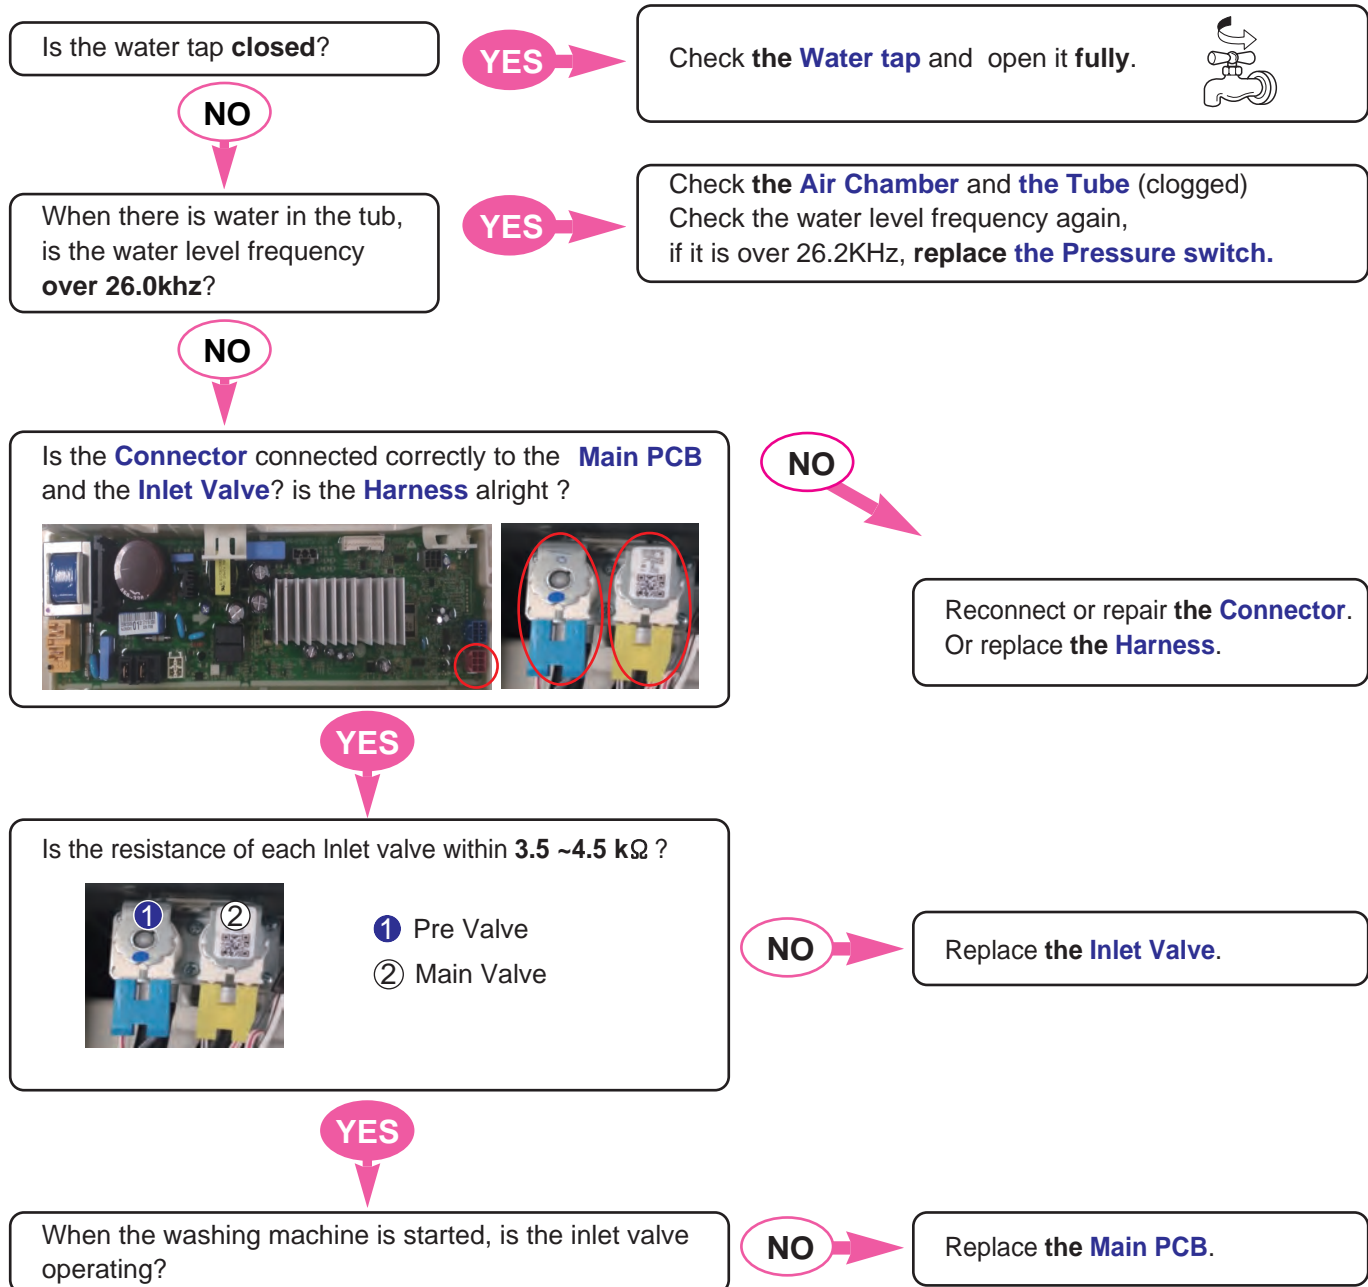 Is the water tap closed?
YES
Check the Water tap and open it fully.
NO
When there is water in the tub,
is the water level frequency
over 26.0khz?
YES
Check the Air Chamber and the Tube (clogged)
Check the water level frequency again,
if it is over 26.2KHz, replace the Pressure switch.
NO
Is the Connector connected correctly to the Main PCB
and the Inlet Valve? is the Harness alright ?
NO
Reconnect or repair the Connector.
Or replace the Harness.
YES
Is the resistance of each Inlet valve within 3.5 ~4.5 kΩ ?
1 2
❶ Pre Valve
② Main Valve
NO
Replace the Inlet Valve.
YES
When the washing machine is started, is the inlet valve
operating?
NO
Replace the Main PCB.